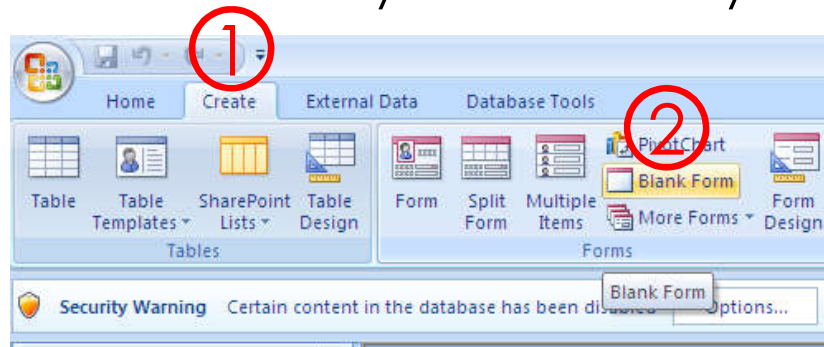 ①
Home Create External Data Database Tools
②
PivotChart
Blank Form
Table Table Templates SharePoint Lists Table Design Form Split Form Multiple Items More Forms Form Design
Tables Forms
Blank Form
Security Warning Certain content in the database has been disabled Options...